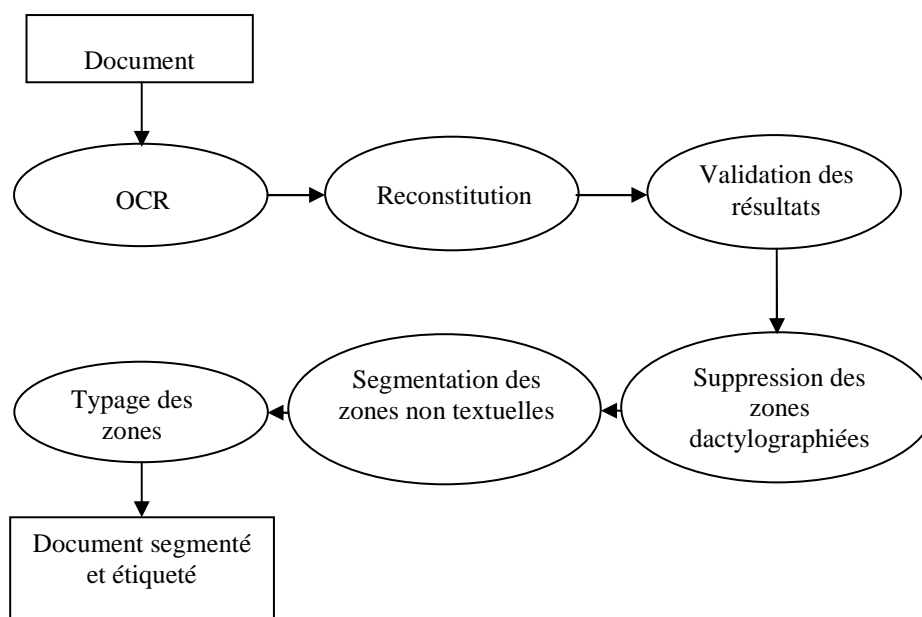 Document
OCR
Reconstitution
Validation des
résultats
Suppression des
zones
dactylographiées
Segmentation des
zones non textuelles
Typage des
zones
Document segmenté
et étiqueté